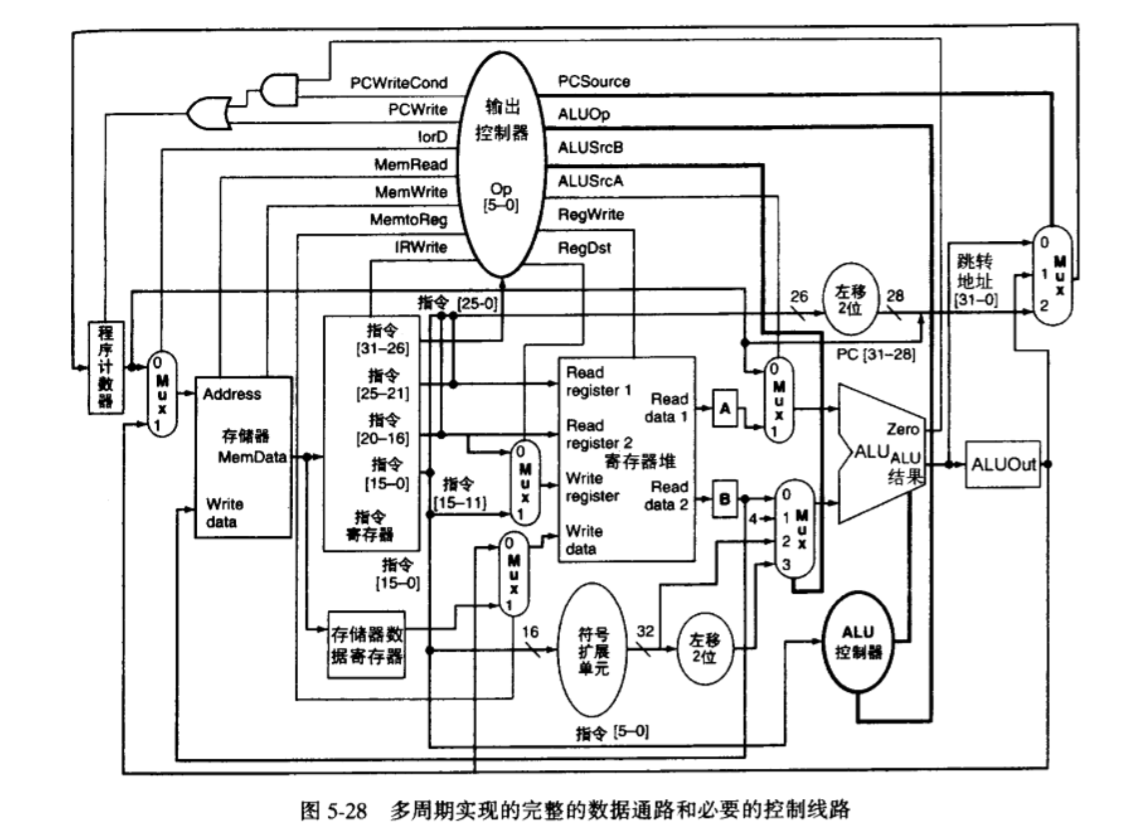 PCWriteCond
PCWrite
IorD
MemRead
MemWrite
MemtoReg
IRWrite
输出
控制器
Op
[5–0]
PCSource
ALUOp
ALUSrcB
ALUSrcA
RegWrite
RegDst
指令 [25-0]
26
左移
2位
28
跳转
地址
[31–0]
0
1
2
Mux
PC [31–28]
程序计数器
0
Mux
1
Address
存储器
MemData
Write
data
指令
[31–26]
指令
[25–21]
指令
[20–16]
指令
[15–0]
指令
寄存器
指令
[15–11]
指令
[15–0]
存储器数
据寄存器
0
Mux
1
0
Mux
1
Read
register 1
Read
register 2
寄存器堆
Write
register
Write
data
Read
data 1
Read
data 2
A
B
0
Mux
1
4
0
1
2
3
Mux
Zero
ALU
ALU
结果
ALUOut
16
符号
扩展
单元
32
左移
2位
ALU
控制器
指令 [5–0]
图 5-28 多周期实现的完整的数据通路和必要的控制线路